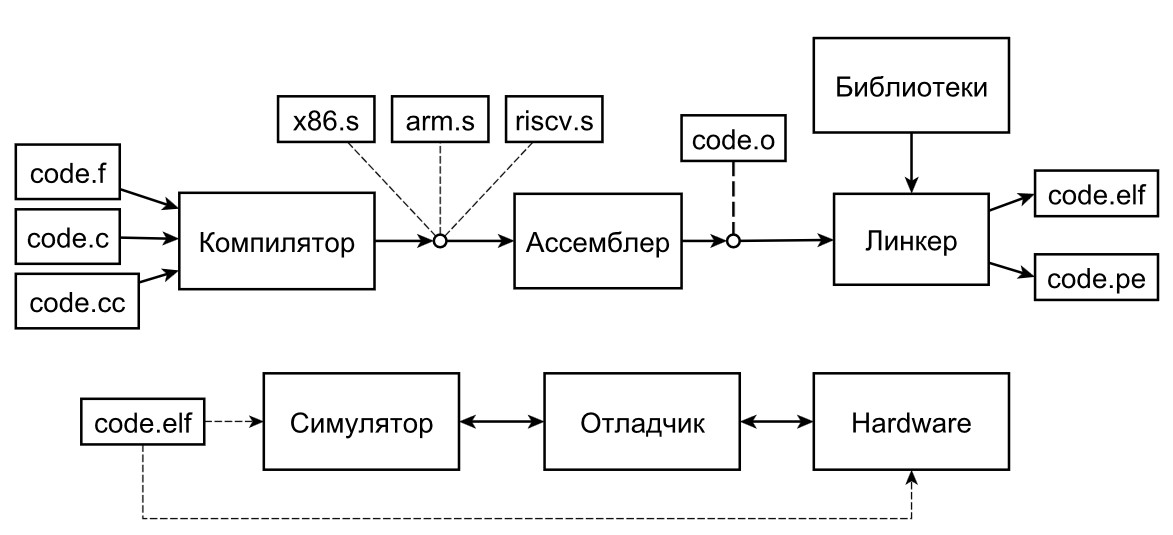 Библиотеки
x86.s
arm.s
riscv.s
code.o
code.f
code.c
code.cc
Компилятор
Ассемблер
Линкер
code.elf
code.pe
code.elf
Симулятор
Отладчик
Hardware